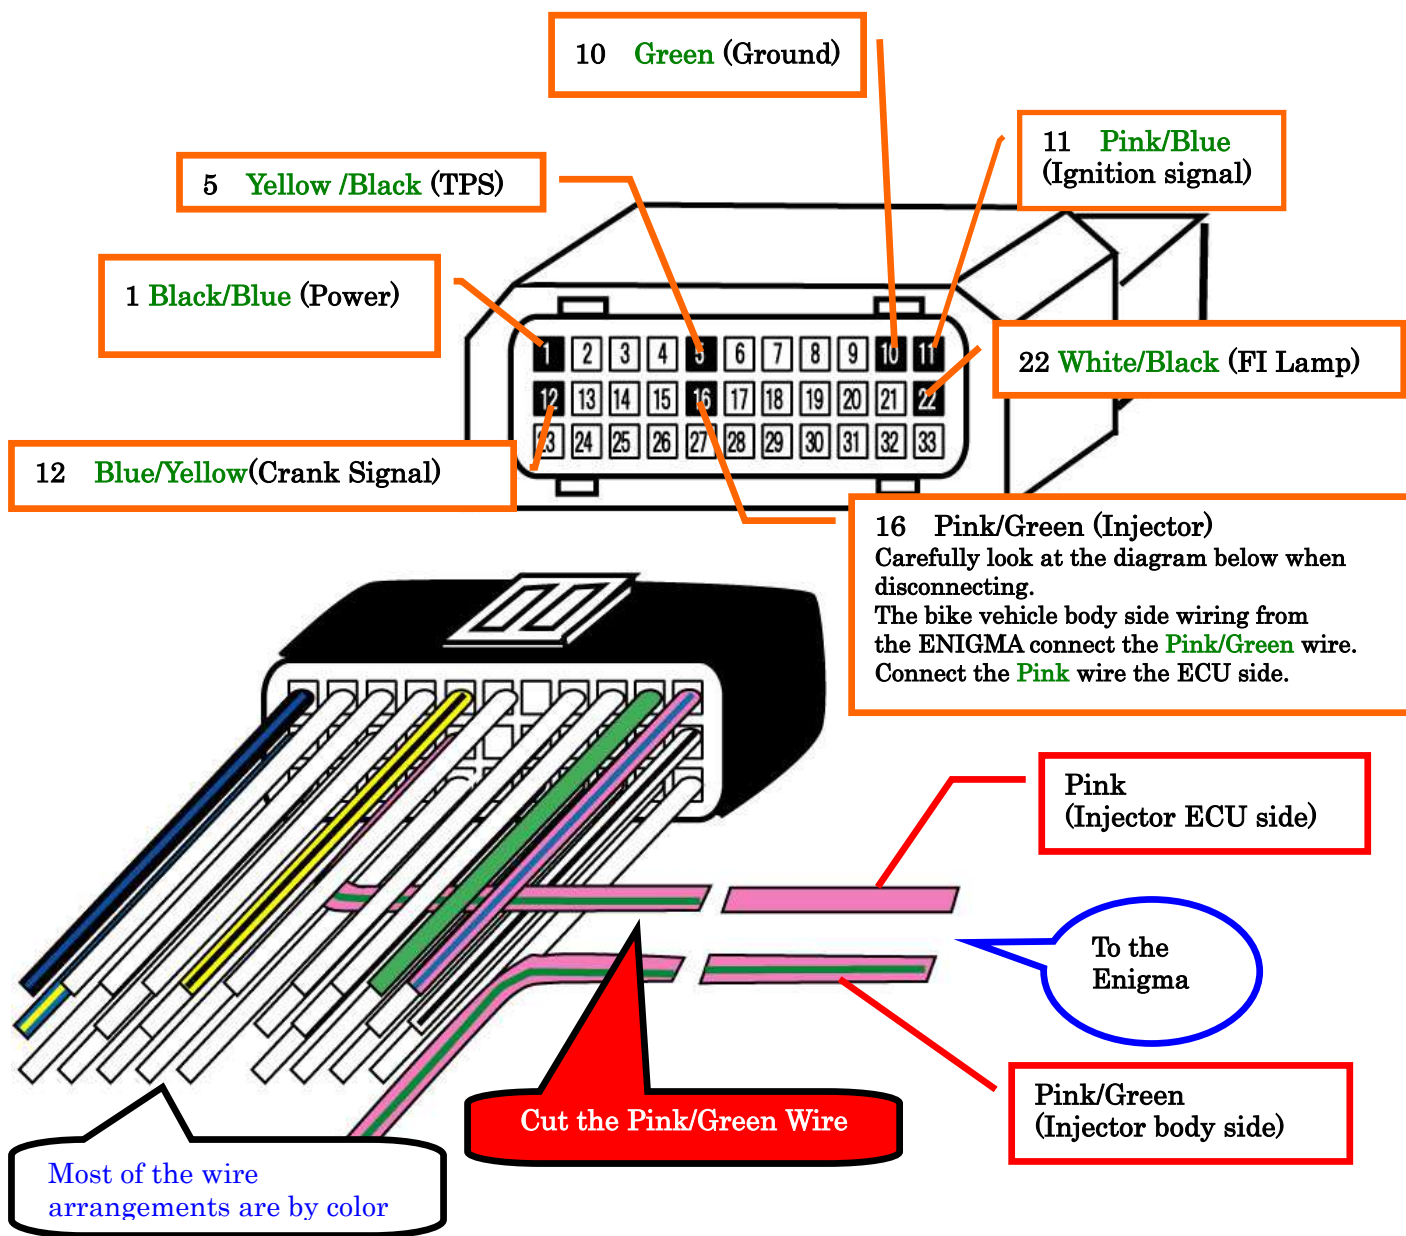 10 Green (Ground)
11 Pink/Blue
(Ignition signal)
5 Yellow /Black (TPS)
1 Black/Blue (Power)
22 White/Black (FI Lamp)
1 2 3 4 5 6 7 8 9 10 11
12 13 14 15 16 17 18 19 20 21 22
23 24 25 26 27 28 29 30 31 32 33
12 Blue/Yellow(Crank Signal)
16 Pink/Green (Injector)
Carefully look at the diagram below when
disconnecting.
The bike vehicle body side wiring from
the ENIGMA connect the Pink/Green wire.
Connect the Pink wire the ECU side.
Pink
(Injector ECU side)
To the
Enigma
Pink/Green
(Injector body side)
Cut the Pink/Green Wire
Most of the wire
arrangements are by color